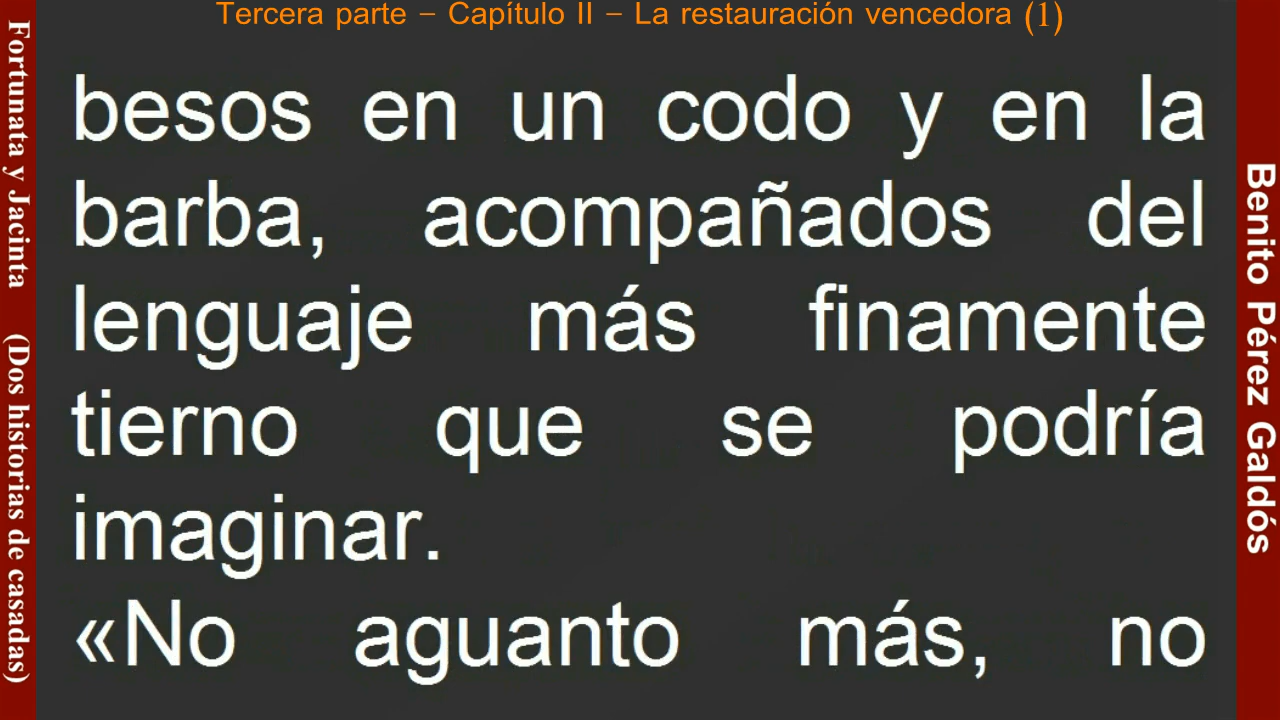 Tercera parte – Capítulo II – La restauración vencedora (1)
Fortunata y Jacinta (Dos historias de casadas)
besos en un codo y en la
barba, acompañados del
lenguaje más finamente
tierno que se podría
imaginar.
«No aguanto más, no
Benito Pérez Galdós